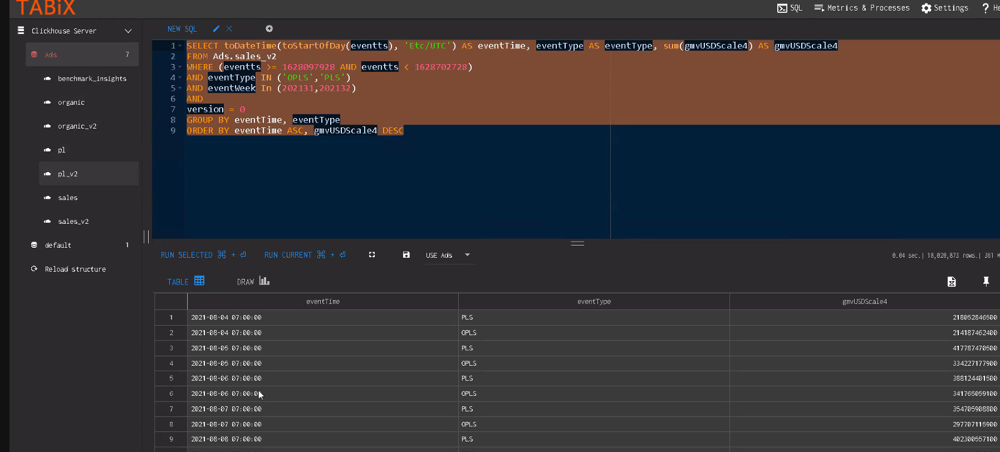 TABiX
SQL
Metrics & Processes
Settings
Clickhouse Server
Ads 7
benchmark_insights
organic
organic_v2
pl
pl_v2
sales
sales_v2
default 1
Reload structure
NEW SQL
1 SELECT toDateTime(toStartOfDay(eventts), 'Etc/UTC') AS eventTime, eventType AS eventType, sum(gmvUSDScale4) AS gmvUSDScale4
2 FROM Ads.sales_v2
3 WHERE (eventts >= 1628097928 AND eventts < 1628702728)
4 AND eventType IN ('OPLS','PLS')
5 AND eventWeek In (202131,202132)
6 AND
7 version = 0
8 GROUP BY eventTime, eventType
9 ORDER BY eventTime ASC, gmvUSDScale4 DESC
RUN SELECTED ⌘ + ⏎ RUN CURRENT ⌘ + ⏎ USE Ads 0.04 sec.| 18,020,873 rows.| 361
TABLE DRAW
eventTime eventType gmvUSDScale4
1 2021-08-04 07:00:00 PLS 218052846500
2 2021-08-04 07:00:00 OPLS 214187462400
3 2021-08-05 07:00:00 PLS 417787470500
4 2021-08-05 07:00:00 OPLS 334227177900
5 2021-08-06 07:00:00 PLS 388124401500
6 2021-08-06 07:00:00 OPLS 341765059100
7 2021-08-07 07:00:00 PLS 354705908800
8 2021-08-07 07:00:00 OPLS 297707115900
9 2021-08-08 07:00:00 PLS 402300557100